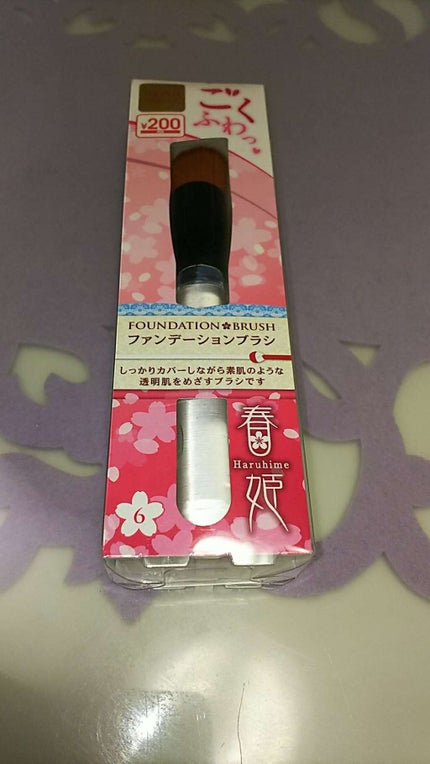 ごく
ふわっ
¥200
FOUNDATION BRUSH
ファンデーションブラシ
しっかりカバーしながら素肌のような
透明肌をめざすブラシです
春
Haruhime
姫
6